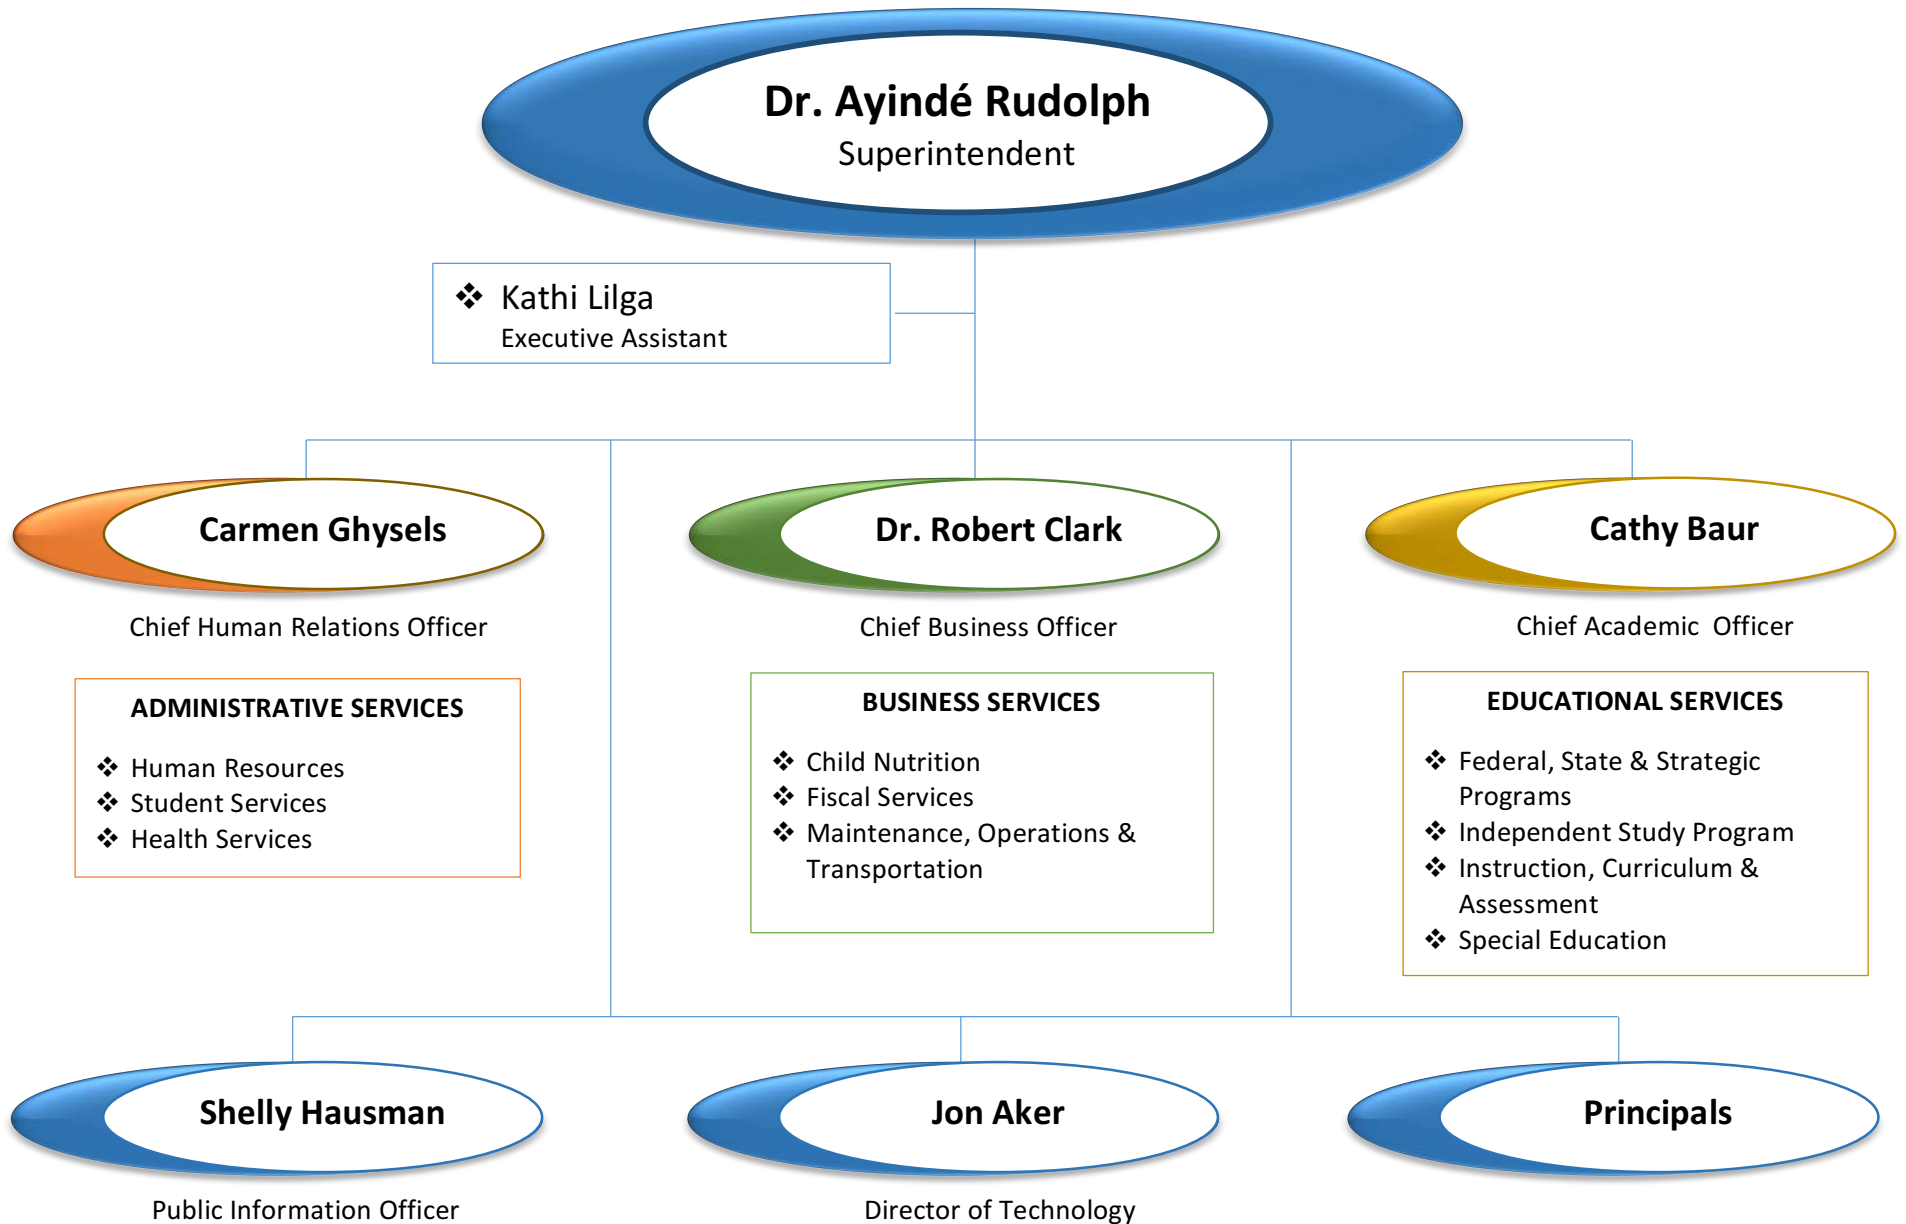 Dr. Ayindé Rudolph
Superintendent
❖ Kathi Lilga
Executive Assistant
Carmen Ghysels
Chief Human Relations Officer
ADMINISTRATIVE SERVICES
❖ Human Resources
❖ Student Services
❖ Health Services
Dr. Robert Clark
Chief Business Officer
BUSINESS SERVICES
❖ Child Nutrition
❖ Fiscal Services
❖ Maintenance, Operations &
Transportation
Cathy Baur
Chief Academic Officer
EDUCATIONAL SERVICES
❖ Federal, State & Strategic
Programs
❖ Independent Study Program
❖ Instruction, Curriculum &
Assessment
❖ Special Education
Shelly Hausman
Public Information Officer
Jon Aker
Director of Technology
Principals